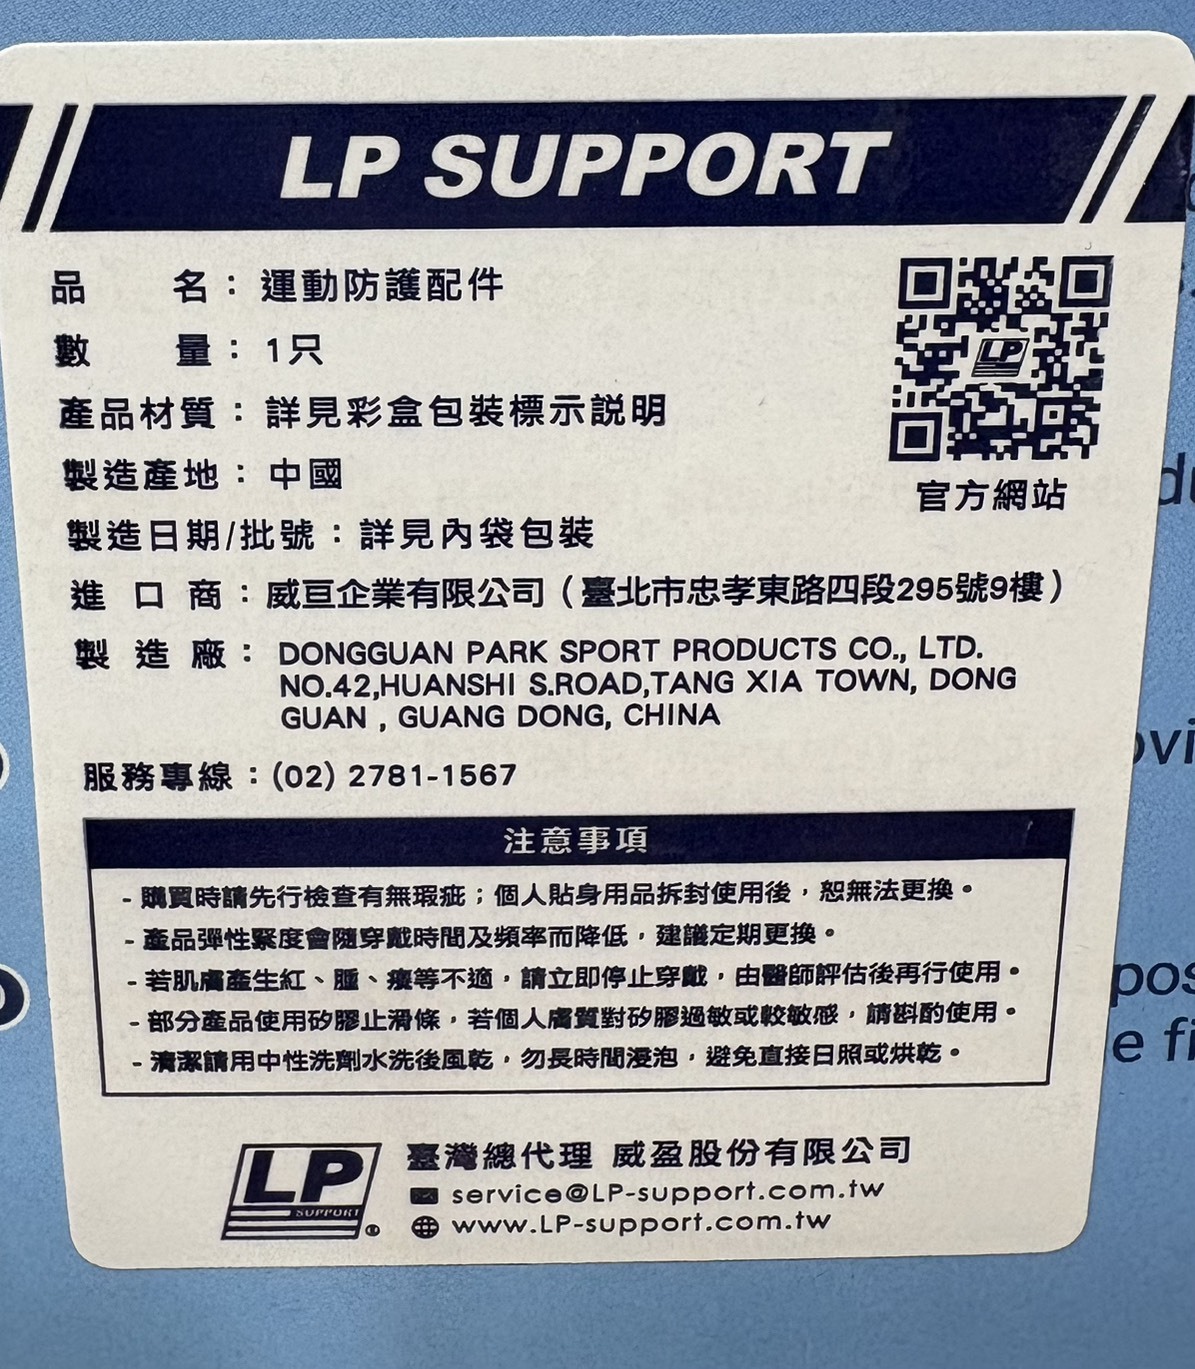 LP SUPPORT
品 名：運動防護配件
數 量：1只
產品材質：詳見彩盒包裝標示説明
製造產地：中國
製造日期/批號：詳見內袋包裝
進 口 商：威亘企業有限公司（臺北市忠孝東路四段295號9樓）
製 造 廠：DONGGUAN PARK SPORT PRODUCTS CO., LTD.
NO.42,HUANSHI S.ROAD,TANG XIA TOWN, DONG
GUAN , GUANG DONG, CHINA
服務專線：(02) 2781-1567
LP
官方網站
注意事項
- 購買時請先行檢查有無瑕疵；個人貼身用品拆封使用後，恕無法更換。
- 產品彈性緊度會隨穿戴時間及頻率而降低，建議定期更換。
- 若肌膚產生紅、腫、癢等不適，請立即停止穿戴，由醫師評估後再行使用。
- 部分產品使用矽膠止滑條，若個人膚質對矽膠過敏或較敏感，請斟酌使用。
- 清潔請用中性洗劑水洗後風乾，勿長時間浸泡，避免直接日照或烘乾。
LP
SUPPORT
®
臺灣總代理 威盈股份有限公司
service@LP-support.com.tw
www.LP-support.com.tw